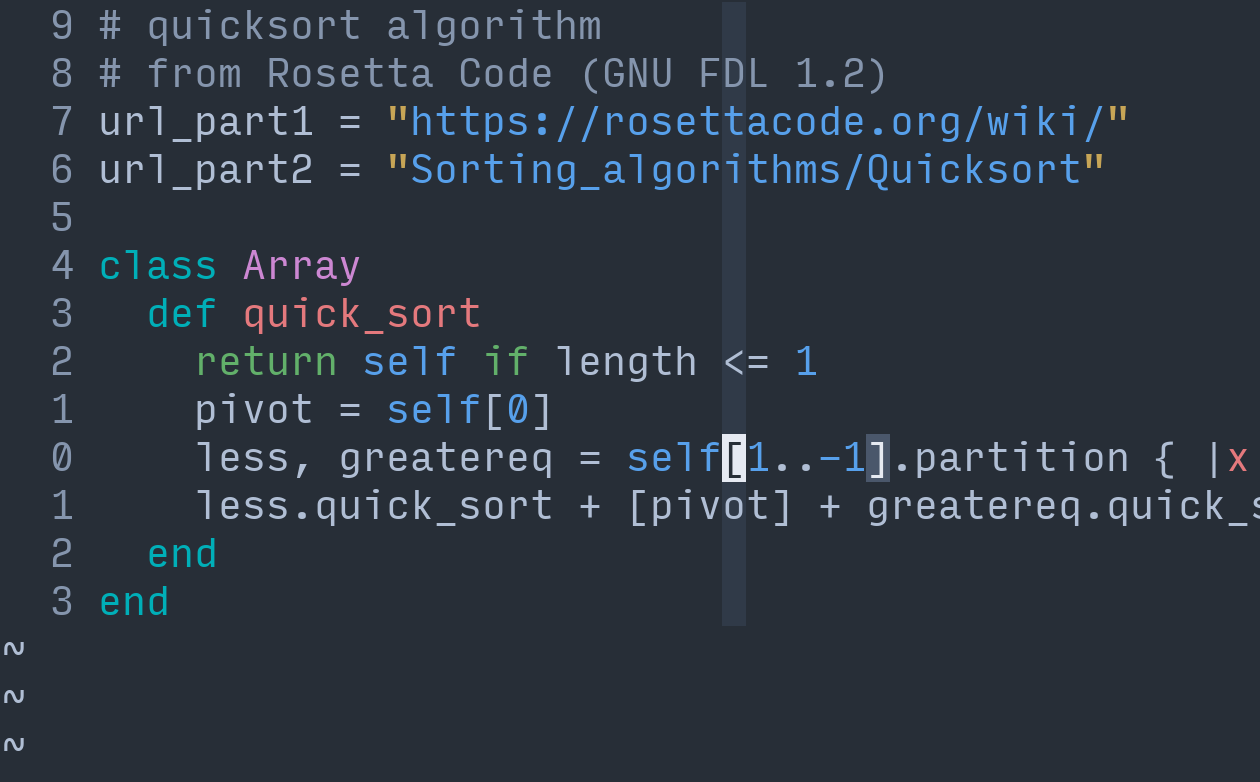 9 # quicksort algorithm
8 # from Rosetta Code (GNU FDL 1.2)
7 url_part1 = "https://rosettacode.org/wiki/"
6 url_part2 = "Sorting_algorithms/Quicksort"
5
4 class Array
3   def quick_sort
2     return self if length <= 1
1     pivot = self[0]
0     less, greatereq = self[1..-1].partition { |x
1     less.quick_sort + [pivot] + greatereq.quick_s
2   end
3 end
~
~
~